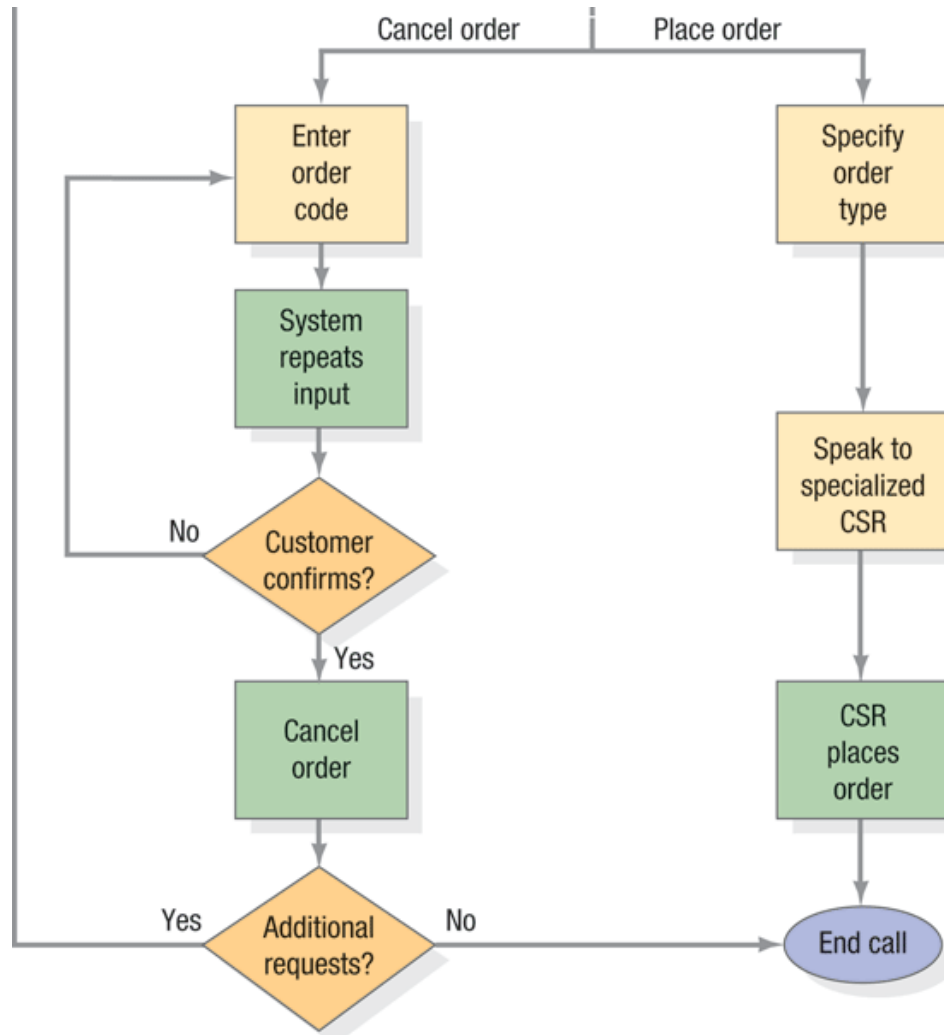 Cancel order
Place order
Enter
order
code
Specify
order
type
System
repeats
input
Speak to
specialized
CSR
No
Customer
confirms?
Yes
Cancel
order
CSR
places
order
Yes
Additional
requests?
No
End call